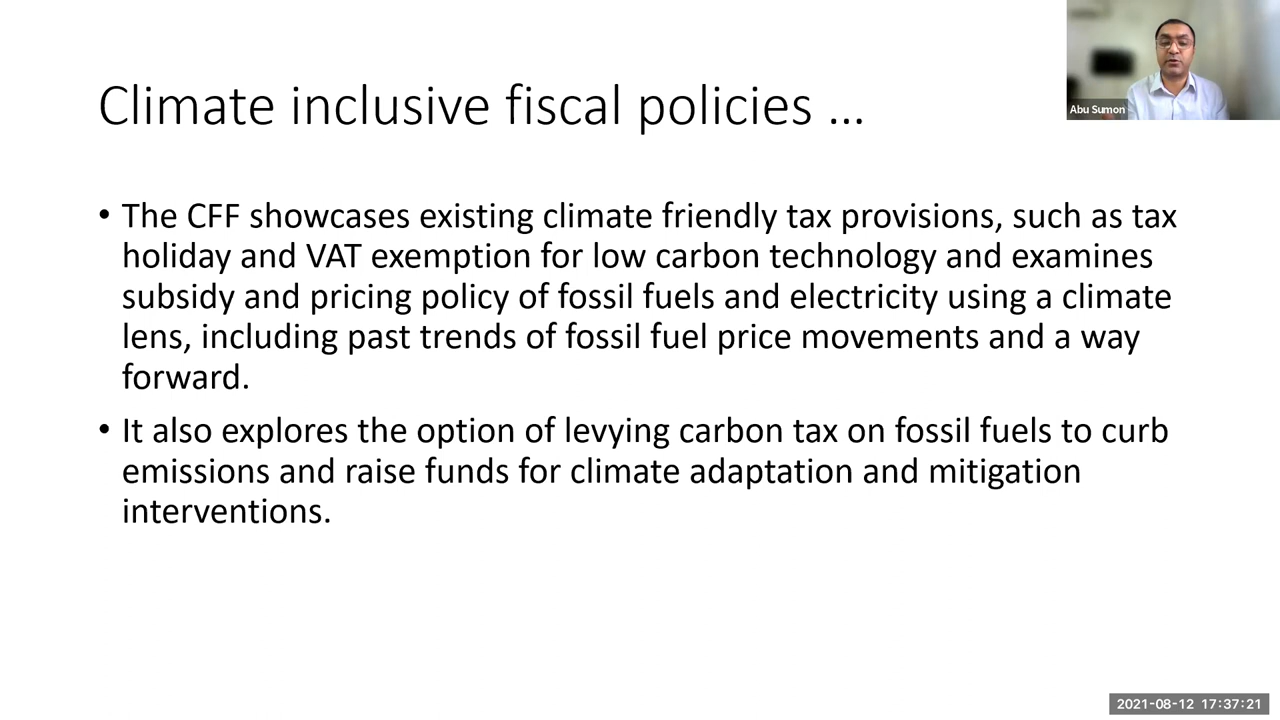 Climate inclusive fiscal policies ...
Abu Sumon
• The CFF showcases existing climate friendly tax provisions, such as tax
holiday and VAT exemption for low carbon technology and examines
subsidy and pricing policy of fossil fuels and electricity using a climate
lens, including past trends of fossil fuel price movements and a way
forward.
• It also explores the option of levying carbon tax on fossil fuels to curb
emissions and raise funds for climate adaptation and mitigation
interventions.
2021-08-12 17:37:21